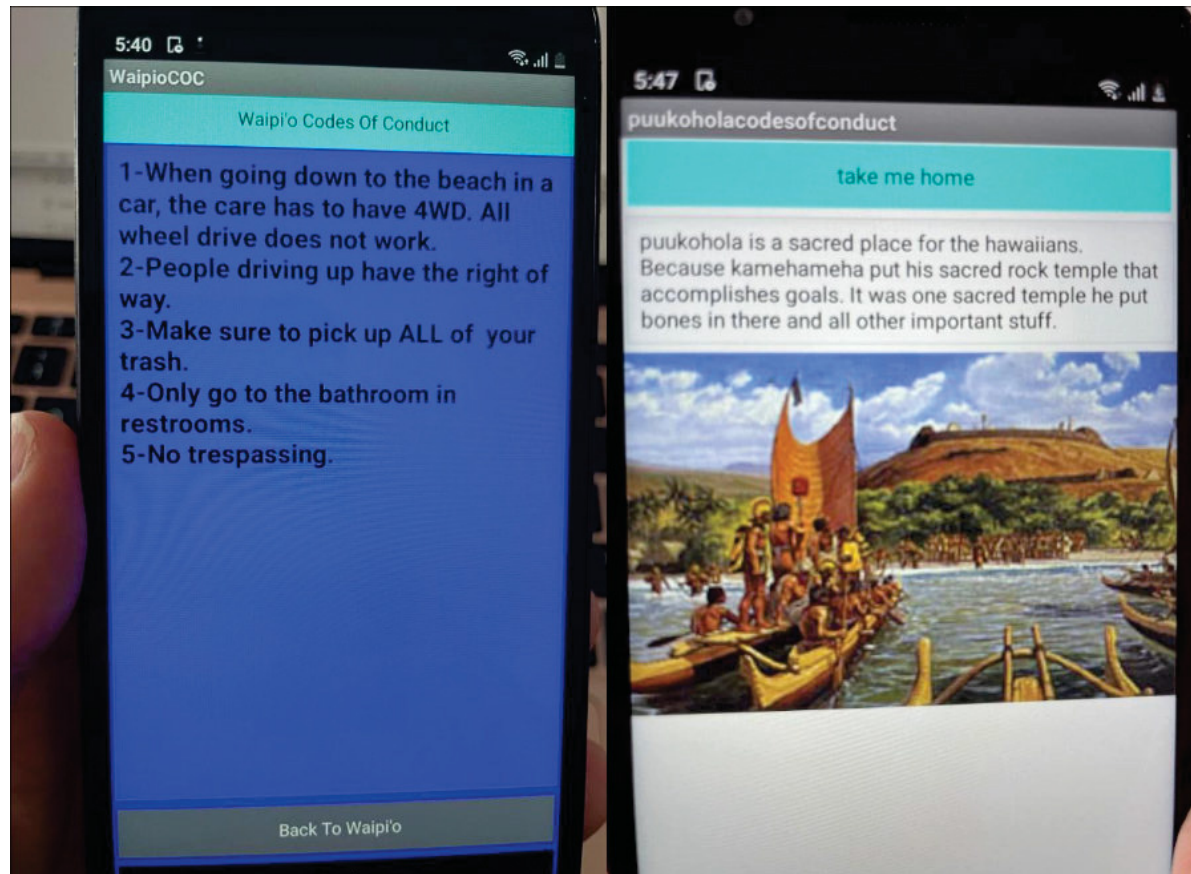 5:40
WaipioCOC
Waipi'o Codes Of Conduct
1-When going down to the beach in a
car, the care has to have 4WD. All
wheel drive does not work.
2-People driving up have the right of
way.
3-Make sure to pick up ALL of your
trash.
4-Only go to the bathroom in
restrooms.
5-No trespassing.
Back To Waipi'o
5:47
puukoholacodesofconduct
take me home
puukohola is a sacred place for the hawaiians.
Because kamehameha put his sacred rock temple that
accomplishes goals. It was one sacred temple he put
bones in there and all other important stuff.